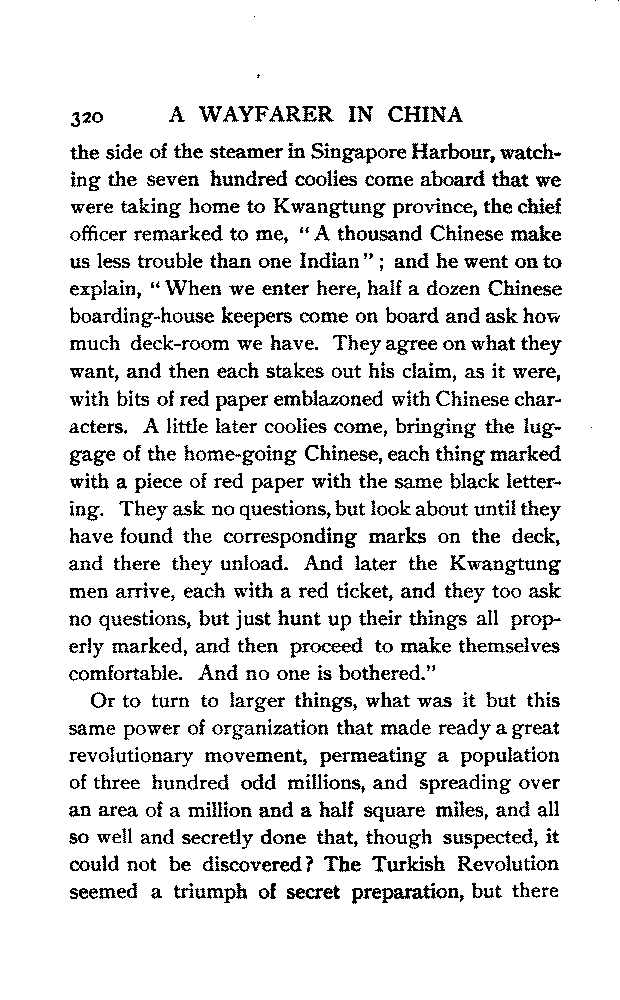 320 A WAYFARER IN CHINA
the side of the steamer in Singapore Harbour, watch-
ing the seven hundred coolies come aboard that we
were taking home to Kwangtung province, the chief
officer remarked to me, "A thousand Chinese make
us less trouble than one Indian"; and he went on to
explain, "When we enter here, half a dozen Chinese
boarding-house keepers come on board and ask how
much deck-room we have. They agree on what they
want, and then each stakes out his claim, as it were,
with bits of red paper emblazoned with Chinese char-
acters. A little later coolies come, bringing the lug-
gage of the home-going Chinese, each thing marked
with a piece of red paper with the same black letter-
ing. They ask no questions, but look about until they
have found the corresponding marks on the deck,
and there they unload. And later the Kwangtung
men arrive, each with a red ticket, and they too ask
no questions, but just hunt up their things all prop-
erly marked, and then proceed to make themselves
comfortable. And no one is bothered."
Or to turn to larger things, what was it but this
same power of organization that made ready a great
revolutionary movement, permeating a population
of three hundred odd millions, and spreading over
an area of a million and a half square miles, and all
so well and secretly done that, though suspected, it
could not be discovered? The Turkish Revolution
seemed a triumph of secret preparation, but there